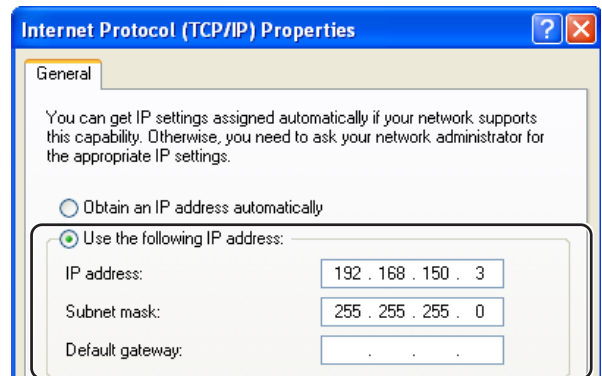 Internet Protocol (TCP/IP) Properties
General
You can get IP settings assigned automatically if your network supports
this capability. Otherwise, you need to ask your network administrator for
the appropriate IP settings.
Obtain an IP address automatically
Use the following IP address:
IP address: 192 . 168 . 150 . 3
Subnet mask: 255 . 255 . 255 . 0
Default gateway: . . .